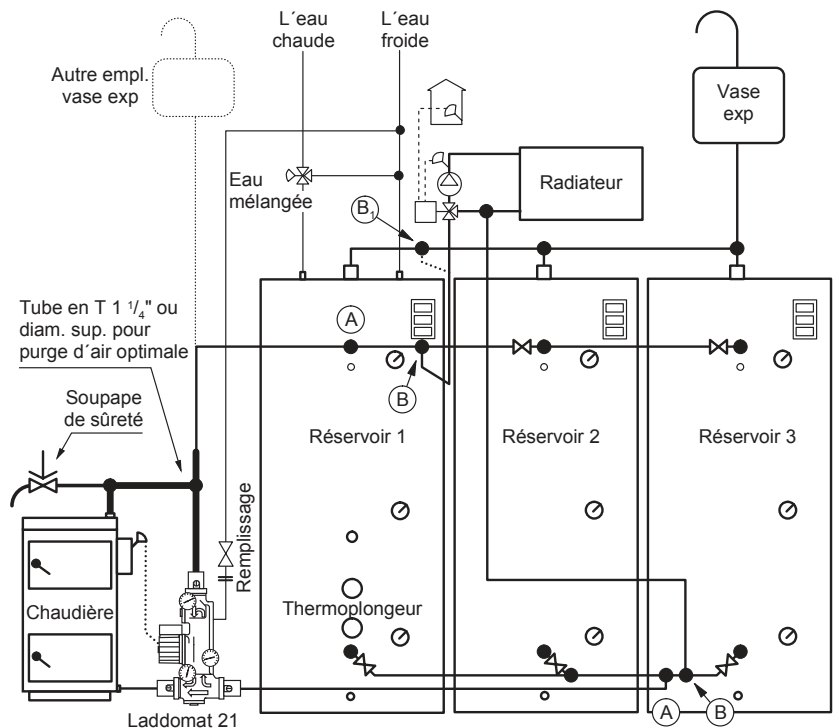 L´eau
chaude
L´eau
froide
Autre empl.
vase exp
Vase
exp
Eau
mélangée
Radiateur
B1
Tube en T 1 1/4" ou
diam. sup. pour
purge d´air optimale
A
B
Soupape
de sûreté
Réservoir 1
Réservoir 2
Réservoir 3
Remplissage
Chaudière
Thermoplongeur
Laddomat 21
A
B